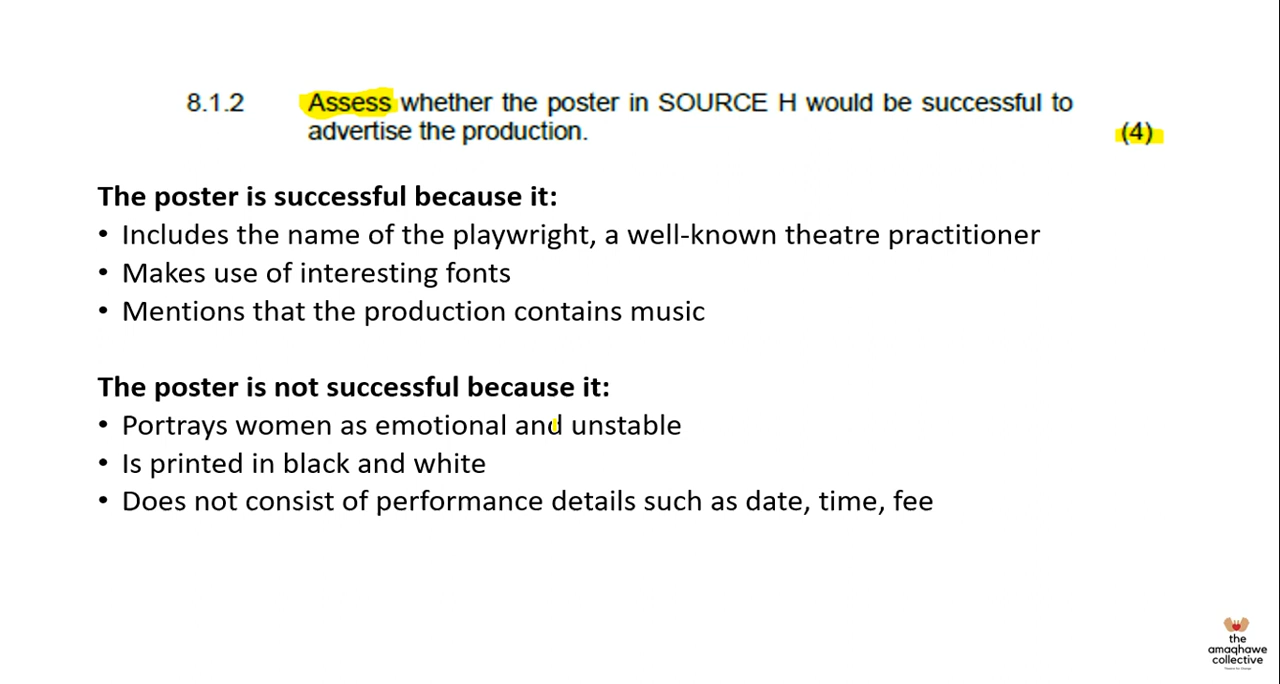 8.1.2 Assess whether the poster in SOURCE H would be successful to
advertise the production. (4)
The poster is successful because it:
• Includes the name of the playwright, a well-known theatre practitioner
• Makes use of interesting fonts
• Mentions that the production contains music
The poster is not successful because it:
• Portrays women as emotional and unstable
• Is printed in black and white
• Does not consist of performance details such as date, time, fee
the
amaqhawe
collective